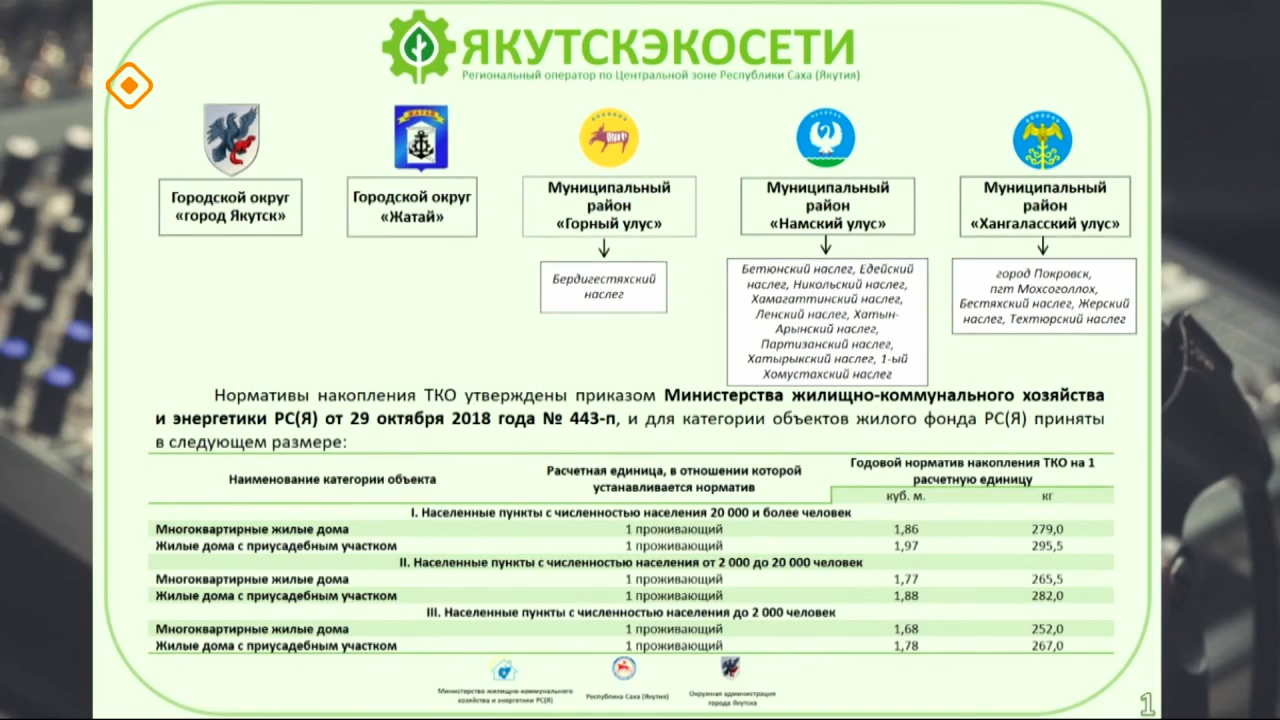 ЯКУТСКЭКОСЕТИ
Региональный оператор по Центральной зоне Республики Саха (Якутия)
ЖАТАЙ
Городской округ
«город Якутск»
Городской округ
«Жатай»
Муниципальный
район
«Горный улус»
Муниципальный
район
«Намский улус»
Муниципальный
район
«Хангаласский улус»
Бердигестяхский
наслег
Бетюнский наслег, Едейский
наслег, Никольский наслег,
Хамагаттинский наслег,
Ленский наслег, Хатын-
Арынский наслег,
Партизанский наслег,
Хатырыкский наслег, 1-ый
Хомустахский наслег
город Покровск,
пгт Мохсоголлох,
Бестяхский наслег, Жерский
наслег, Техтюрский наслег
Нормативы накопления ТКО утверждены приказом Министерства жилищно-коммунального хозяйства
и энергетики РС(Я) от 29 октября 2018 года № 443-п, и для категории объектов жилого фонда РС(Я) приняты
в следующем размере:
Наименование категории объекта
Расчетная единица, в отношении которой
устанавливается норматив
Годовой норматив накопления ТКО на 1
расчетную единицу
куб. м. кг
I. Населенные пункты с численностью населения 20 000 и более человек
Многоквартирные жилые дома 1 проживающий 1,86 279,0
Жилые дома с приусадебным участком 1 проживающий 1,97 295,5
II. Населенные пункты с численностью населения от 2 000 до 20 000 человек
Многоквартирные жилые дома 1 проживающий 1,77 265,5
Жилые дома с приусадебным участком 1 проживающий 1,88 282,0
III. Населенные пункты с численностью населения до 2 000 человек
Многоквартирные жилые дома 1 проживающий 1,68 252,0
Жилые дома с приусадебным участком 1 проживающий 1,78 267,0
Министерство жилищно-коммунального
хозяйства и энергетики РС(Я)
Республика Саха (Якутия)
Окружная администрация
города Якутска
1